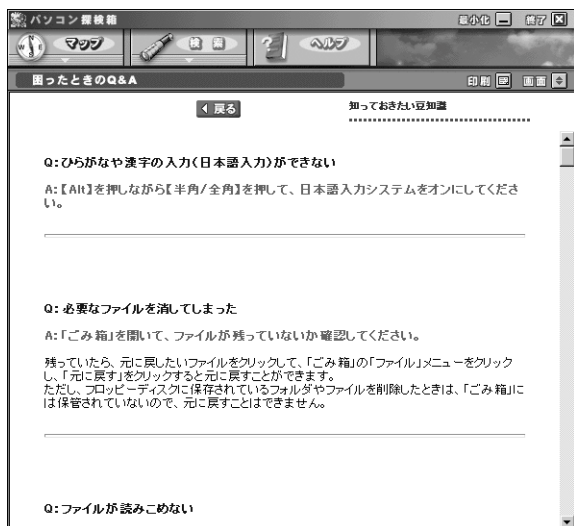 パソコン探検箱
最小化 終了
マップ 検索 ヘルプ
困ったときのQ&A
印刷 画面
戻る
知っておきたい豆知識
Q:ひらがなや漢字の入力(日本語入力)ができない
A:【Alt】を押しながら【半角/全角】を押して、日本語入力システムをオンにしてくださ
い。
Q:必要なファイルを消してしまった
A:「ごみ箱」を開いて、ファイルが残っていないか確認してください。
残っていたら、元に戻したいファイルをクリックして、「ごみ箱」の「ファイル」メニューをクリック
し、「元に戻す」をクリックすると元に戻すことができます。
ただし、フロッピーディスクに保存されているフォルダやファイルを削除したときは、「ごみ箱」に
は保管されていないので、元に戻すことはできません。
Q:ファイルが読みこめない